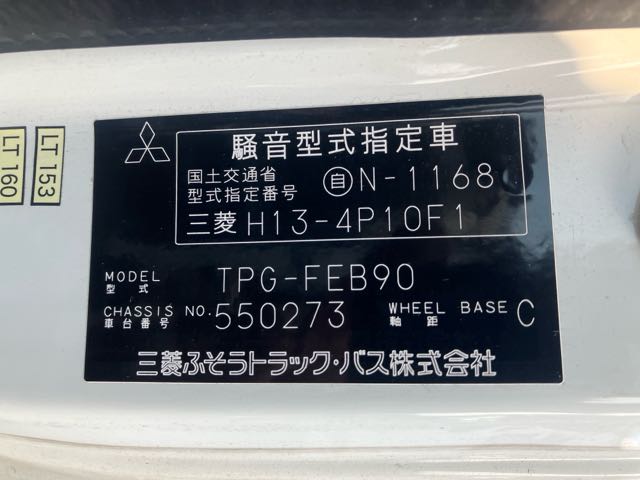 LT 160
LT 153
騒音型式指定車
国土交通省
型式指定番号
自 N-1168
三菱 H13-4P10F1
MODEL
型式
TPG-FEB90
CHASSIS NO.
車台番号
550273
WHEEL BASE
軸距
C
三菱ふそうトラック・バス株式会社